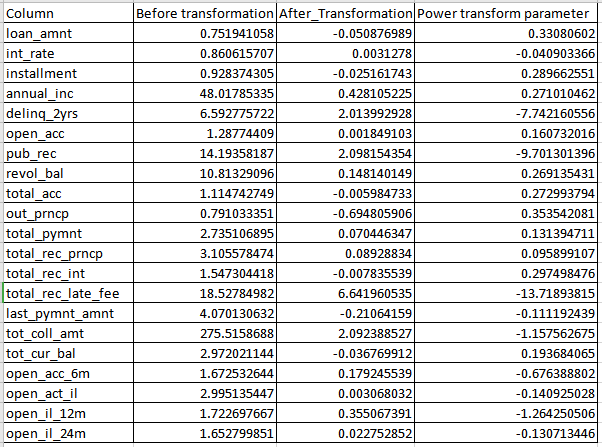 Column Before transformation After_Transformation Power transform parameter
loan_amnt 0.751941058 -0.050876989 0.33080602
int_rate 0.860615707 0.0031278 -0.040903366
installment 0.928374305 -0.025161743 0.289662551
annual_inc 48.01785335 0.428105225 0.271010462
delinq_2yrs 6.592775722 2.013992928 -7.742160556
open_acc 1.28774409 0.001849103 0.160732016
pub_rec 14.19358187 2.098154354 -9.701301396
revol_bal 10.81329096 0.148140149 0.269135431
total_acc 1.114742749 -0.005984733 0.272993794
out_prncp 0.791033351 -0.694805906 0.353542081
total_pymnt 2.735106895 0.070446347 0.131394711
total_rec_prncp 3.105578474 0.08928834 0.095899107
total_rec_int 1.547304418 -0.007835539 0.297498476
total_rec_late_fee 18.52784982 6.641960535 -13.71893815
last_pymnt_amnt 4.070130632 -0.21064159 -0.111192439
tot_coll_amt 275.5158688 2.092388527 -1.157562675
tot_cur_bal 2.972021144 -0.036769912 0.193684065
open_acc_6m 1.672532644 0.179245539 -0.676388802
open_act_il 2.995135447 0.003068032 -0.140925028
open_il_12m 1.722697667 0.355067391 -1.264250506
open_il_24m 1.652799851 0.022752852 -0.130713446